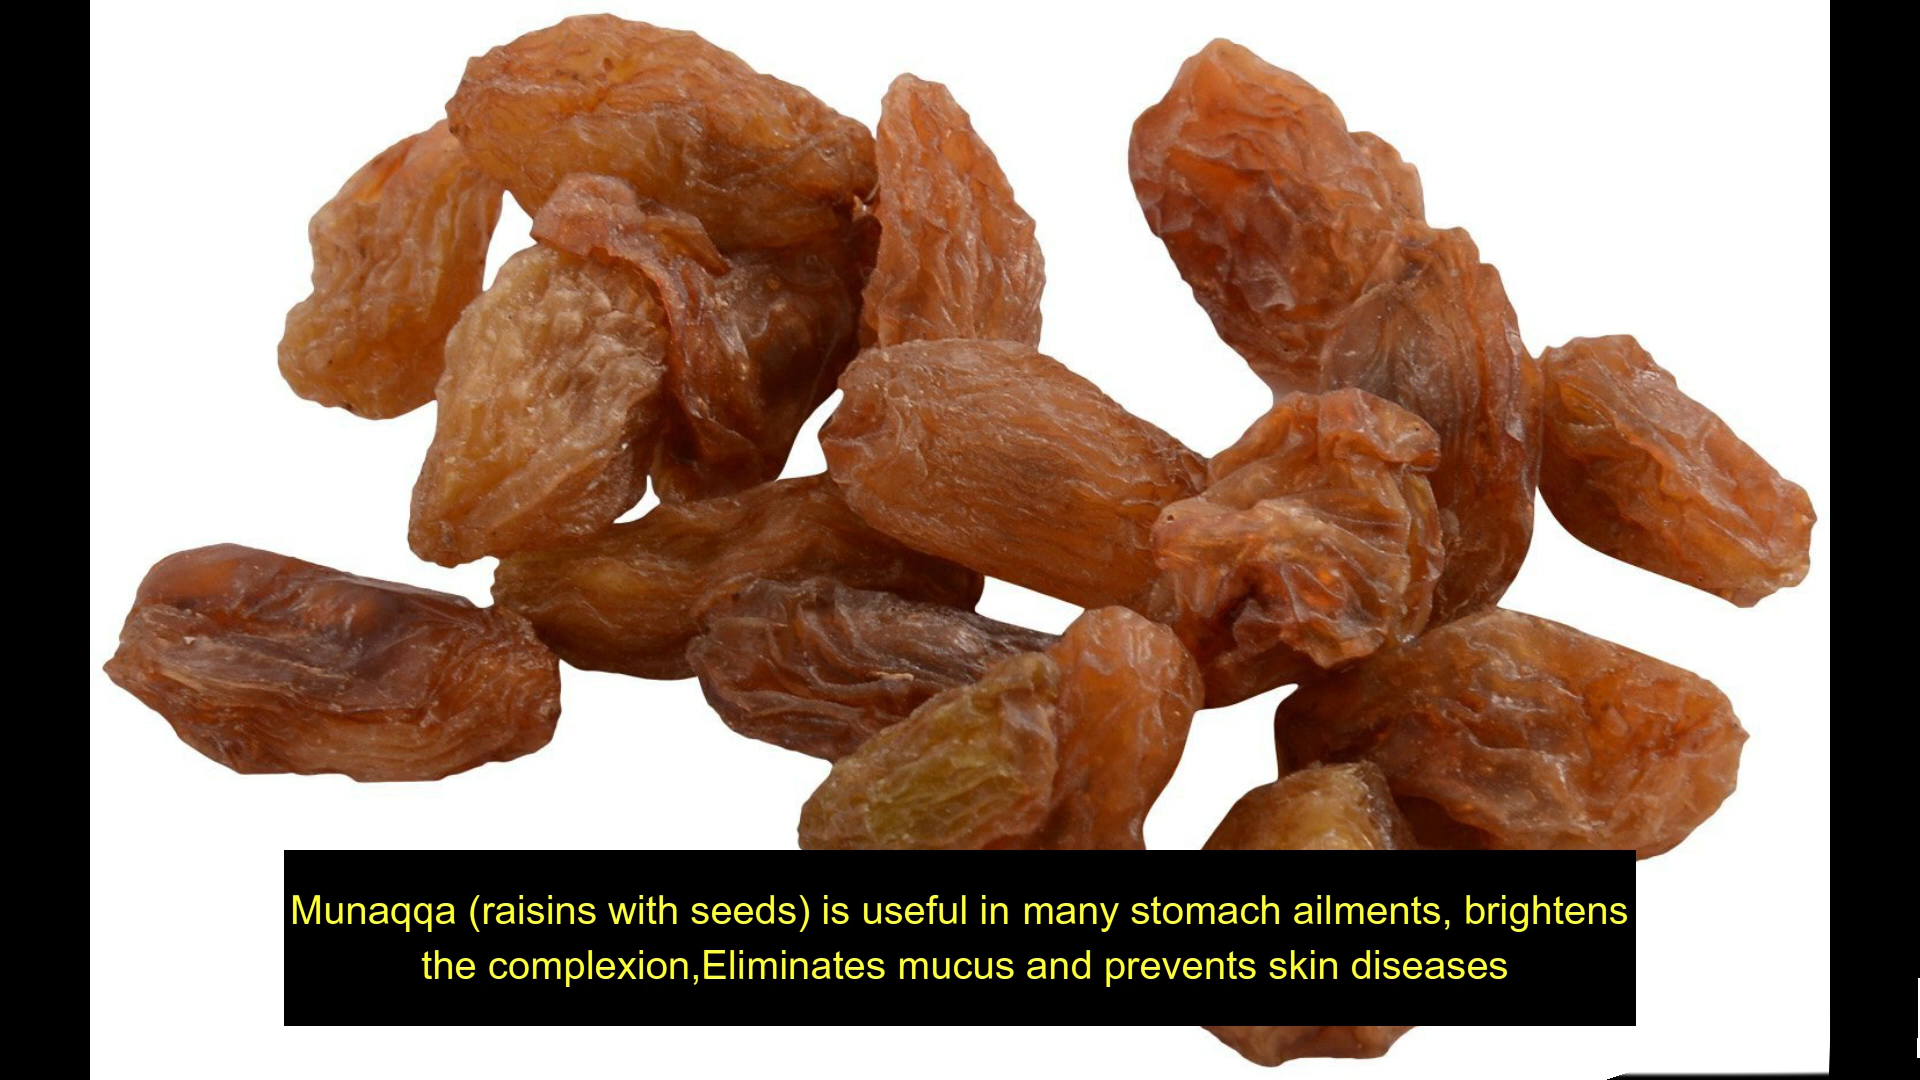 Munaqqa (raisins with seeds) is useful in many stomach ailments, brightens
the complexion,Eliminates mucus and prevents skin diseases